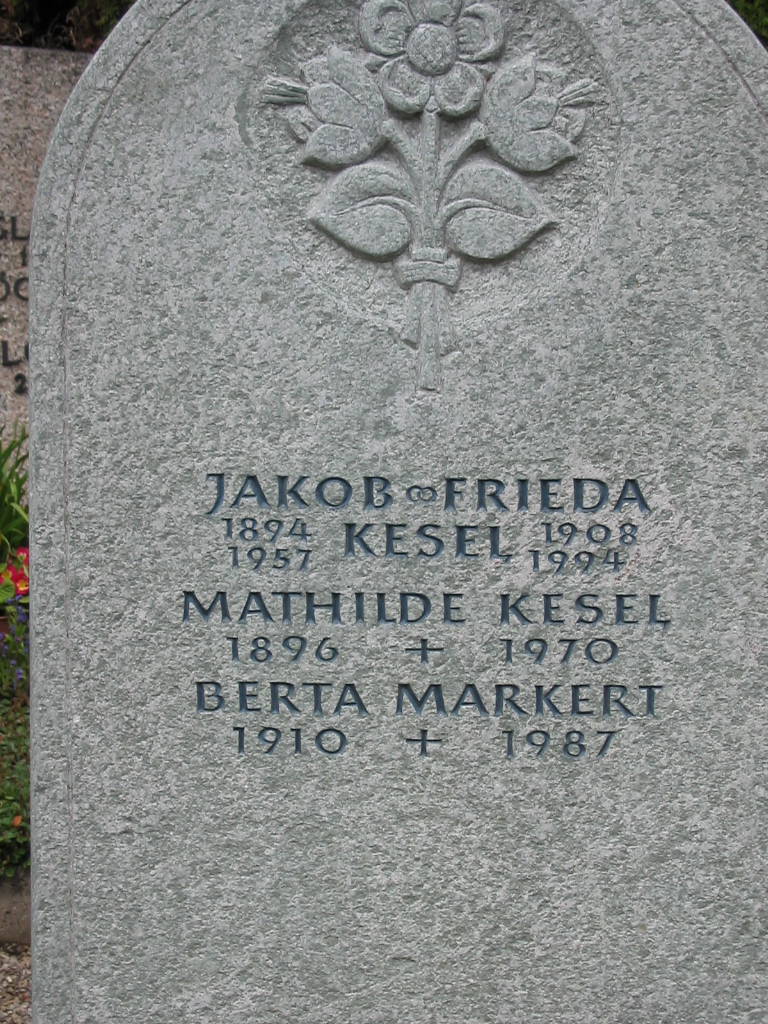 JAKOB ⚭ FRIEDA
1894 KESEL 1908
1957 1994
MATHILDE KESEL
1896 + 1970
BERTA MARKERT
1910 + 1987